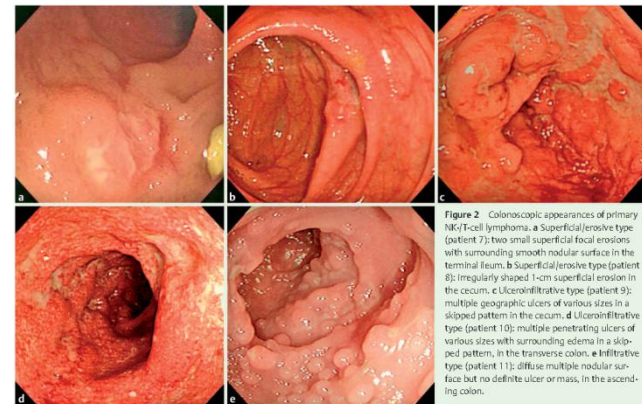 a
b
c
d
e
Figure 2 Colonoscopic appearances of primary
NK-/T-cell lymphoma. a Superficial/erosive type
(patient 7): two small superficial focal erosions
with surrounding smooth nodular surface in the
terminal ileum. b Superficial/erosive type (patient
8): irregularly shaped 1-cm superficial erosion in
the cecum. c Ulceroinfiltrative type (patient 9):
multiple geographic ulcers of various sizes in a
skipped pattern in the cecum. d Ulceroinfiltrative
type (patient 10): multiple penetrating ulcers of
various sizes with surrounding edema in a skip-
ped pattern, in the transverse colon. e Infiltrative
type (patient 11): diffuse multiple nodular sur-
face but no definite ulcer or mass, in the ascend-
ing colon.